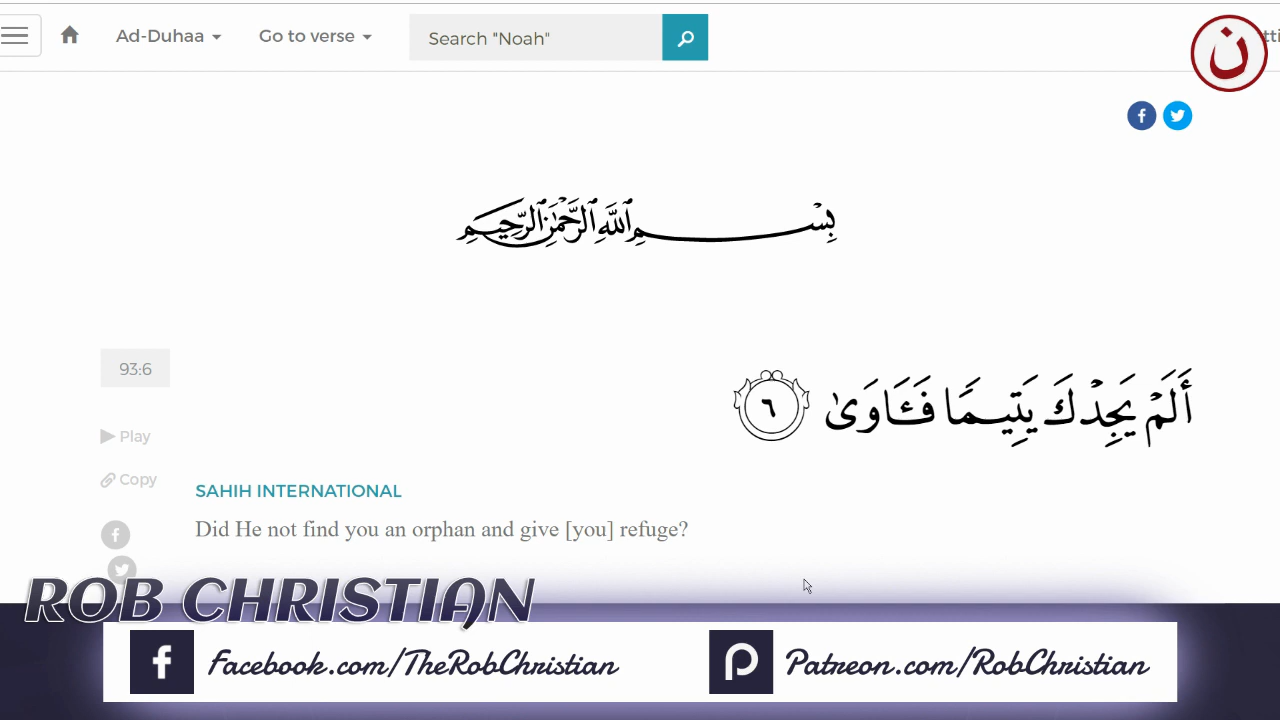 Ad-Duhaa
Go to verse
Search "Noah"
tti
ن
بِسْمِ ٱللَّهِ ٱلرَّحْمَٰنِ ٱلرَّحِيمِ
93:6
أَلَمْ يَجِدْكَ يَتِيمًا فَـَٔاوَىٰ ٦
Play
Copy
SAHIH INTERNATIONAL
Did He not find you an orphan and give [you] refuge?
ROB CHRISTIAN
Facebook.com/TheRobChristian
Patreon.com/RobChristian